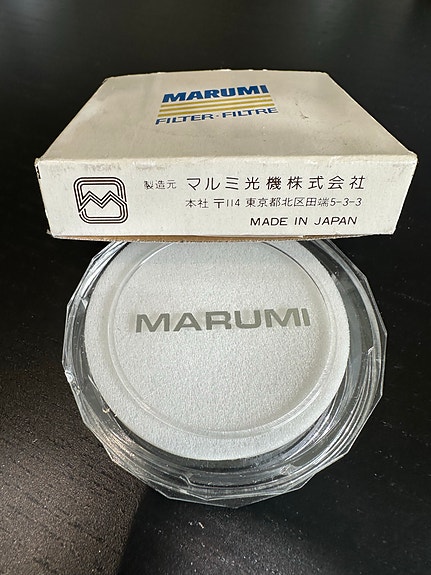 MARUMI
FILTER·FILTRE
製造元 マルミ光機株式会社
本社 〒114 東京都北区田端5-3-3
MADE IN JAPAN
MARUMI